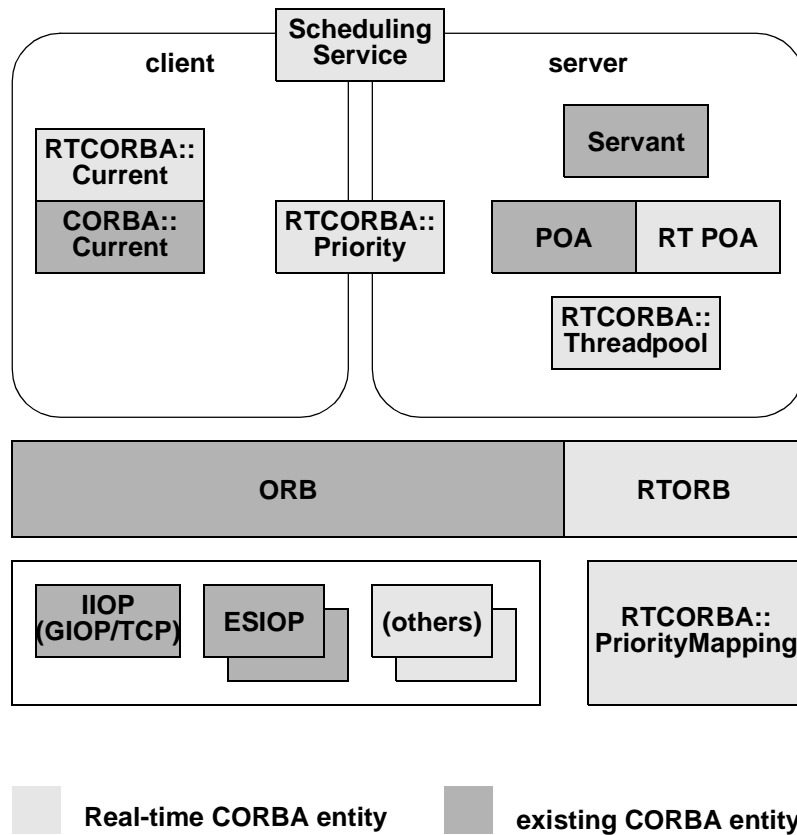 Scheduling
Service
client
server
RTCORBA::
Current
Servant
CORBA::
Current
RTCORBA::
Priority
POA
RT POA
RTCORBA::
Threadpool
ORB
RTORB
IIOP
(GIOP/TCP)
ESIOP
(others)
RTCORBA::
PriorityMapping
Real-time CORBA entity
existing CORBA entity